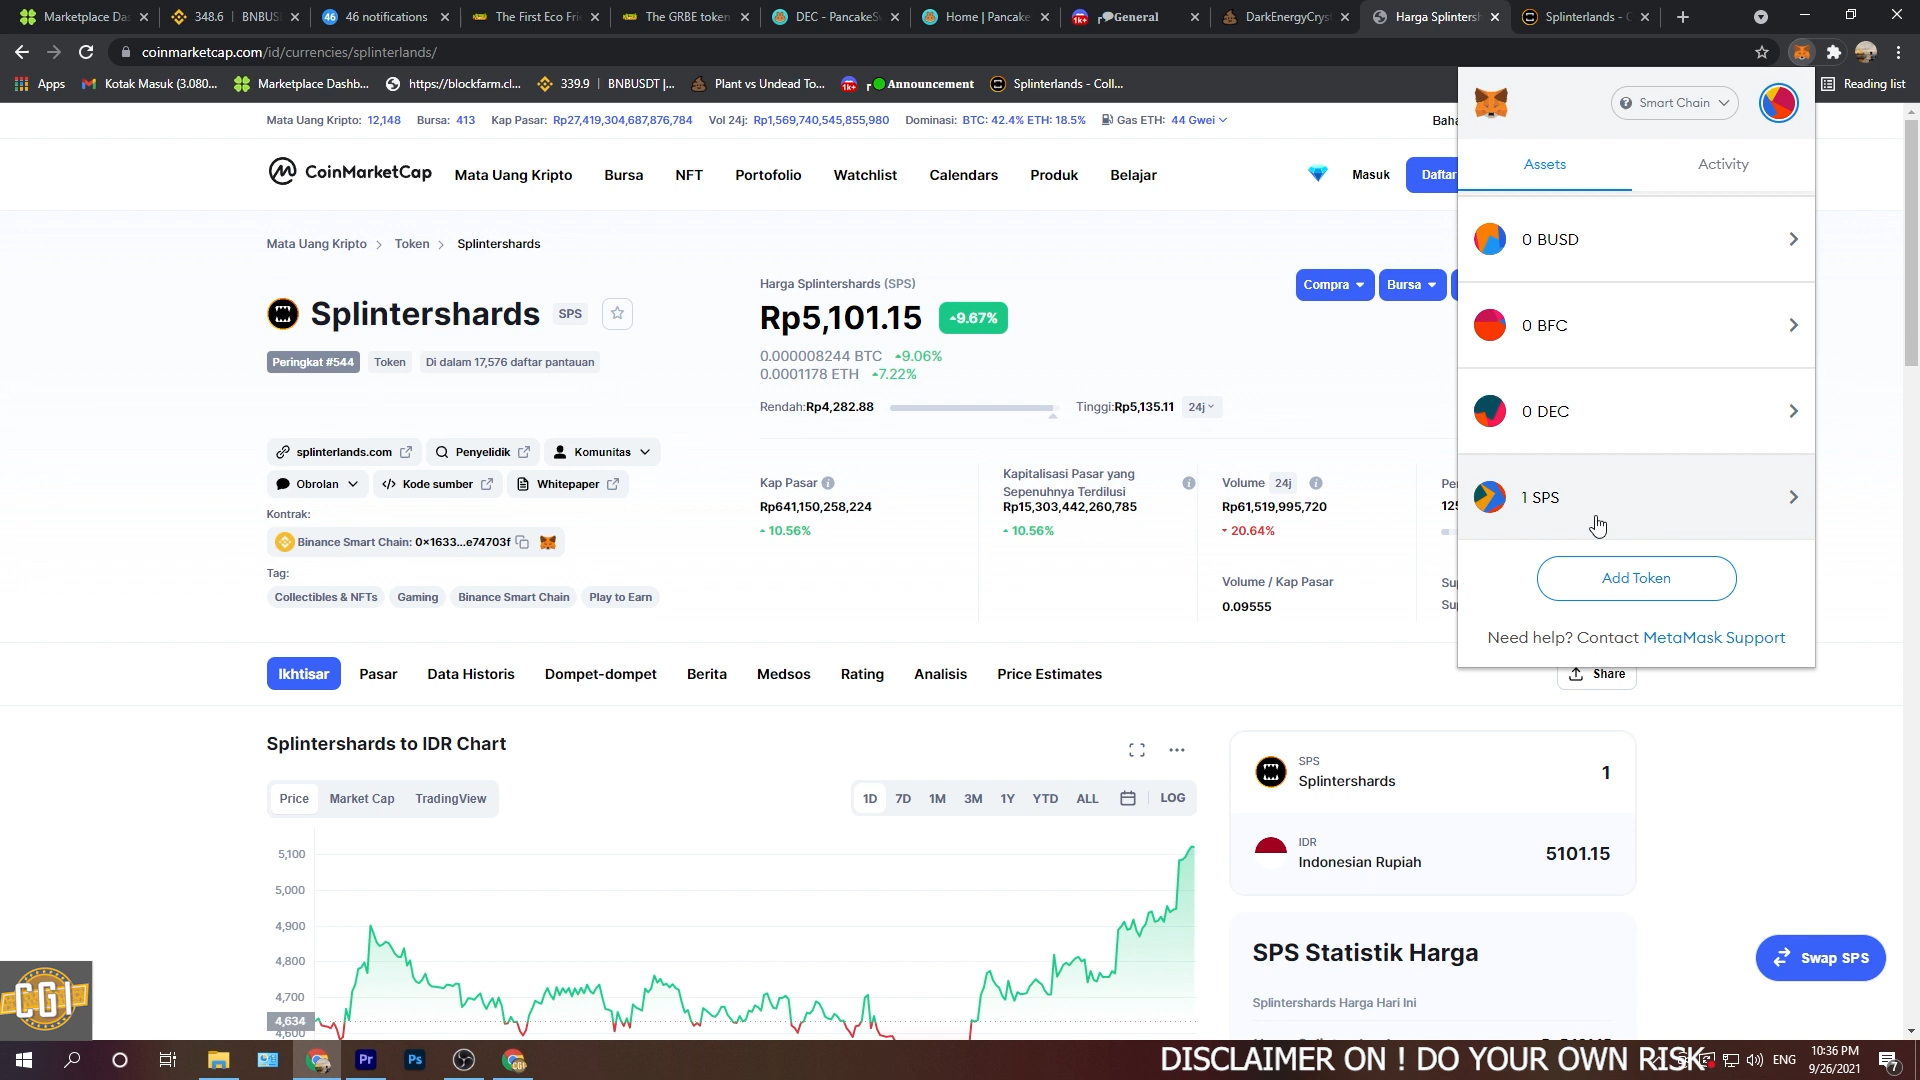 Marketplace Da
348.6 | BNBUS
46 notifications
The First Eco Fri
The GRBE token
DEC - PancakeS
Home | Pancake
General
DarkEnergyCrys
Harga Splinters
Splinterlands - C
coinmarketcap.com/id/currencies/splinterlands/
Apps
Kotak Masuk (3.080...
Marketplace Dashb...
https://blockfarm.cl...
339.9 | BNBUSDT |...
Plant vs Undead To...
Announcement
Splinterlands - Coll...
Reading list
Mata Uang Kripto: 12,148 Bursa: 413 Kap Pasar: Rp27,419,304,687,876,784 Vol 24j: Rp1,569,740,545,855,980 Dominasi: BTC: 42.4% ETH: 18.5% Gas ETH: 44 Gwei
Baha
CoinMarketCap
Mata Uang Kripto Bursa NFT Portofolio Watchlist Calendars Produk Belajar
Masuk
Daftar
Mata Uang Kripto > Token > Splintershards
Splintershards SPS
Peringkat #544 Token Di dalam 17,576 daftar pantauan
Harga Splintershards (SPS)
Rp5,101.15 9.67%
0.000008244 BTC 9.06%
0.0001178 ETH 7.22%
Rendah:Rp4,282.88 Tinggi:Rp5,135.11 24j
Compra
Bursa
splinterlands.com Penyelidik Komunitas
Obrolan Kode sumber Whitepaper
Kontrak:
Binance Smart Chain: 0x1633...e74703f
Tag:
Collectibles & NFTs Gaming Binance Smart Chain Play to Earn
Kap Pasar
Rp641,150,258,224
10.56%
Kapitalisasi Pasar yang
Sepenuhnya Terdilusi
Rp15,303,442,260,785
10.56%
Volume 24j
Rp61,519,995,720
20.64%
Volume / Kap Pasar
0.09555
Pe
125
Su
Su
Smart Chain
Assets
Activity
0 BUSD
0 BFC
0 DEC
1 SPS
Add Token
Need help? Contact MetaMask Support
Ikhtisar Pasar Data Historis Dompet-dompet Berita Medsos Rating Analisis Price Estimates
Share
Splintershards to IDR Chart
Price Market Cap TradingView
1D 7D 1M 3M 1Y YTD ALL LOG
5,100
5,000
4,900
4,800
4,700
4,634
4,600
SPS
Splintershards
1
IDR
Indonesian Rupiah
5101.15
SPS Statistik Harga
Splintershards Harga Hari Ini
Swap SPS
CGI
DISCLAIMER ON ! DO YOUR OWN RISK
Pr
Ps
ENG
10:36 PM
9/26/2021
7